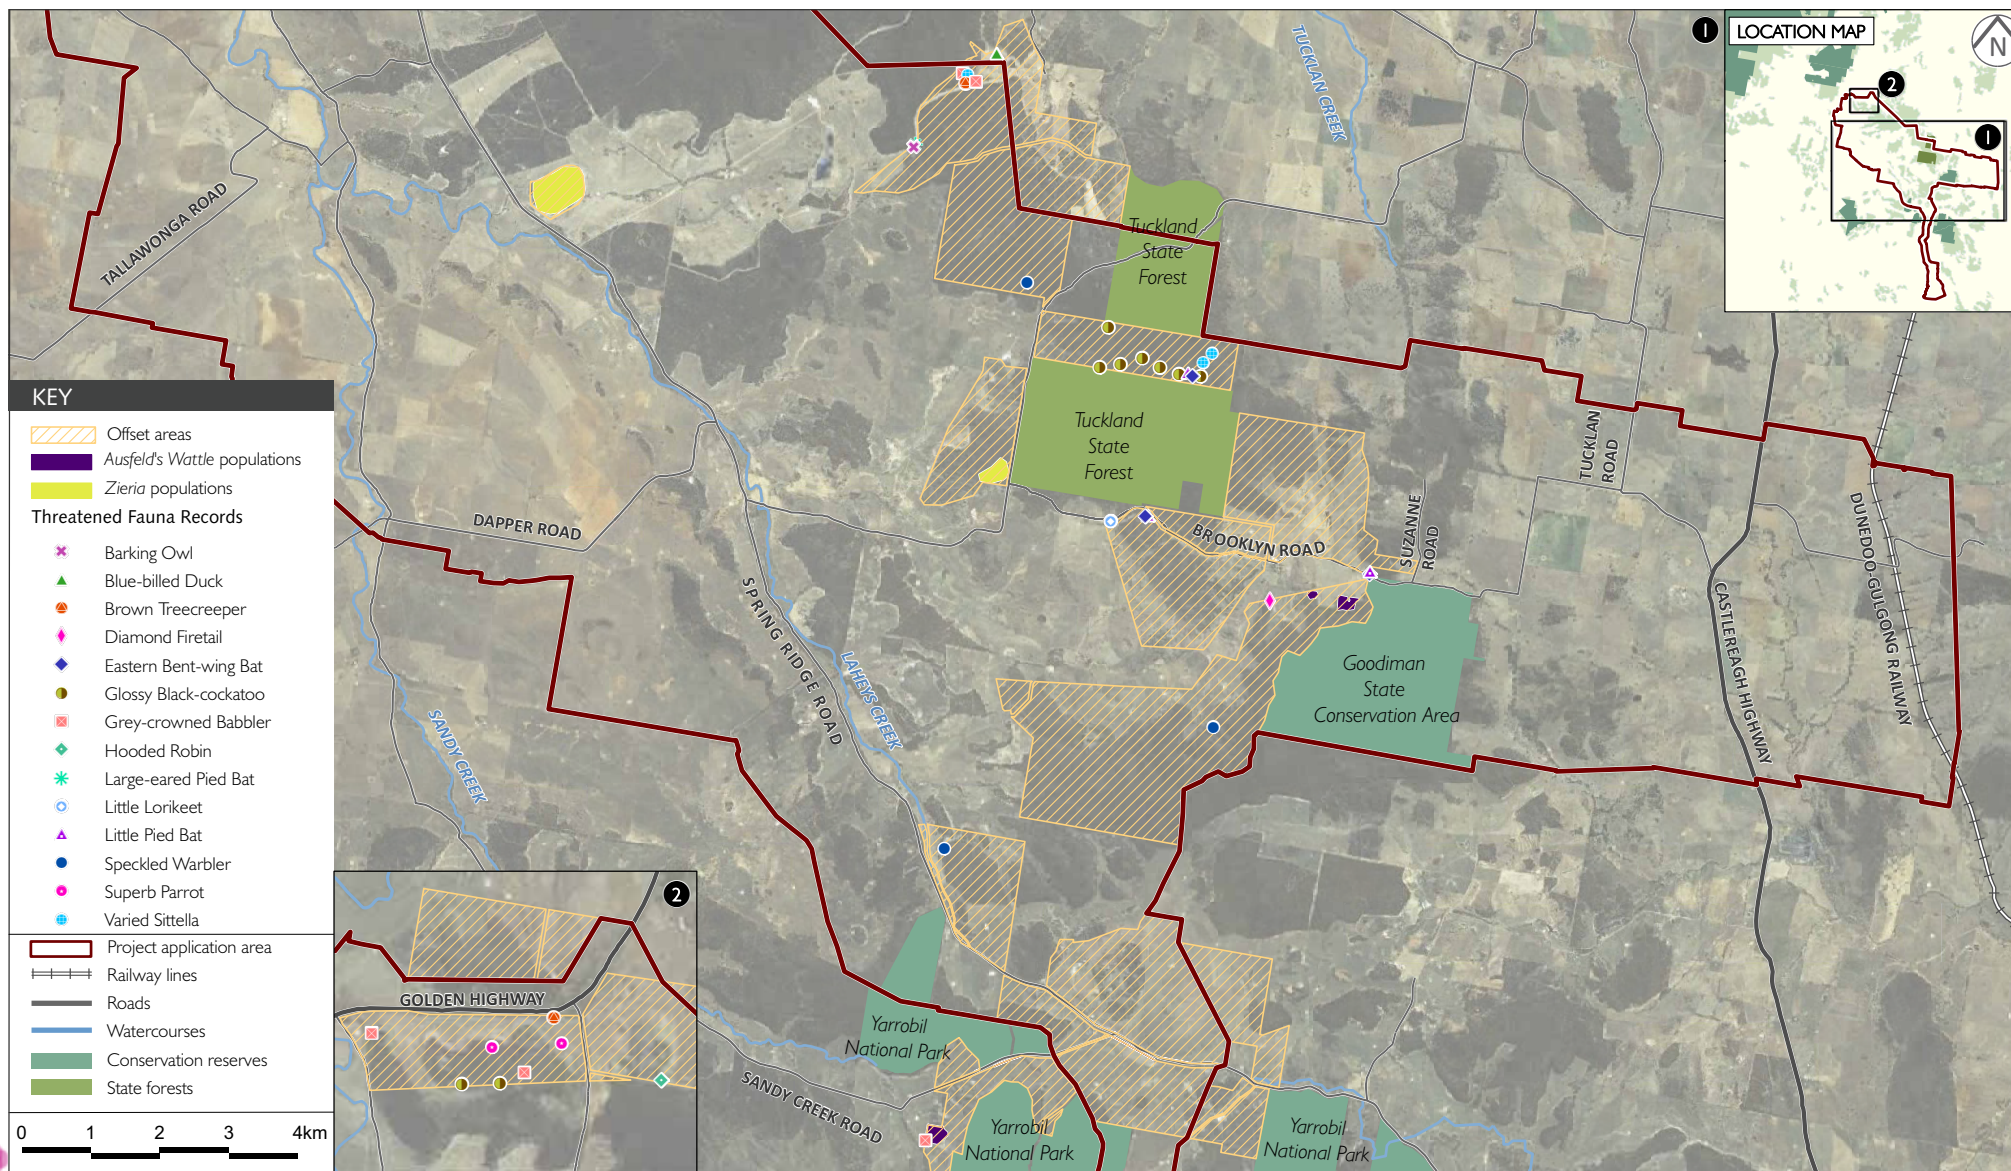 1
LOCATION MAP
N
2
1
TUCKLAN CREEK
TALLAWONGA ROAD
Tuckland
State
Forest
KEY
Offset areas
Ausfeld's Wattle populations
Zieria populations
Threatened Fauna Records
Barking Owl
Blue-billed Duck
Brown Treecreeper
Diamond Firetail
Eastern Bent-wing Bat
Glossy Black-cockatoo
Grey-crowned Babbler
Hooded Robin
Large-eared Pied Bat
Little Lorikeet
Little Pied Bat
Speckled Warbler
Superb Parrot
Varied Sittella
Project application area
Railway lines
Roads
Watercourses
Conservation reserves
State forests
0 1 2 3 4km
Tuckland
State
Forest
TUCKLAN
ROAD
DAPPER ROAD
BROOKLYN ROAD
SUZANNE
ROAD
DUNEDOO-GULGONG RAILWAY
CASTLEREAGH HIGHWAY
SPRING RIDGE ROAD
LAHEYS CREEK
SANDY CREEK
Goodiman
State
Conservation Area
2
GOLDEN HIGHWAY
Yarrobil
National Park
SANDY CREEK ROAD
Yarrobil
National Park
Yarrobil
National Park